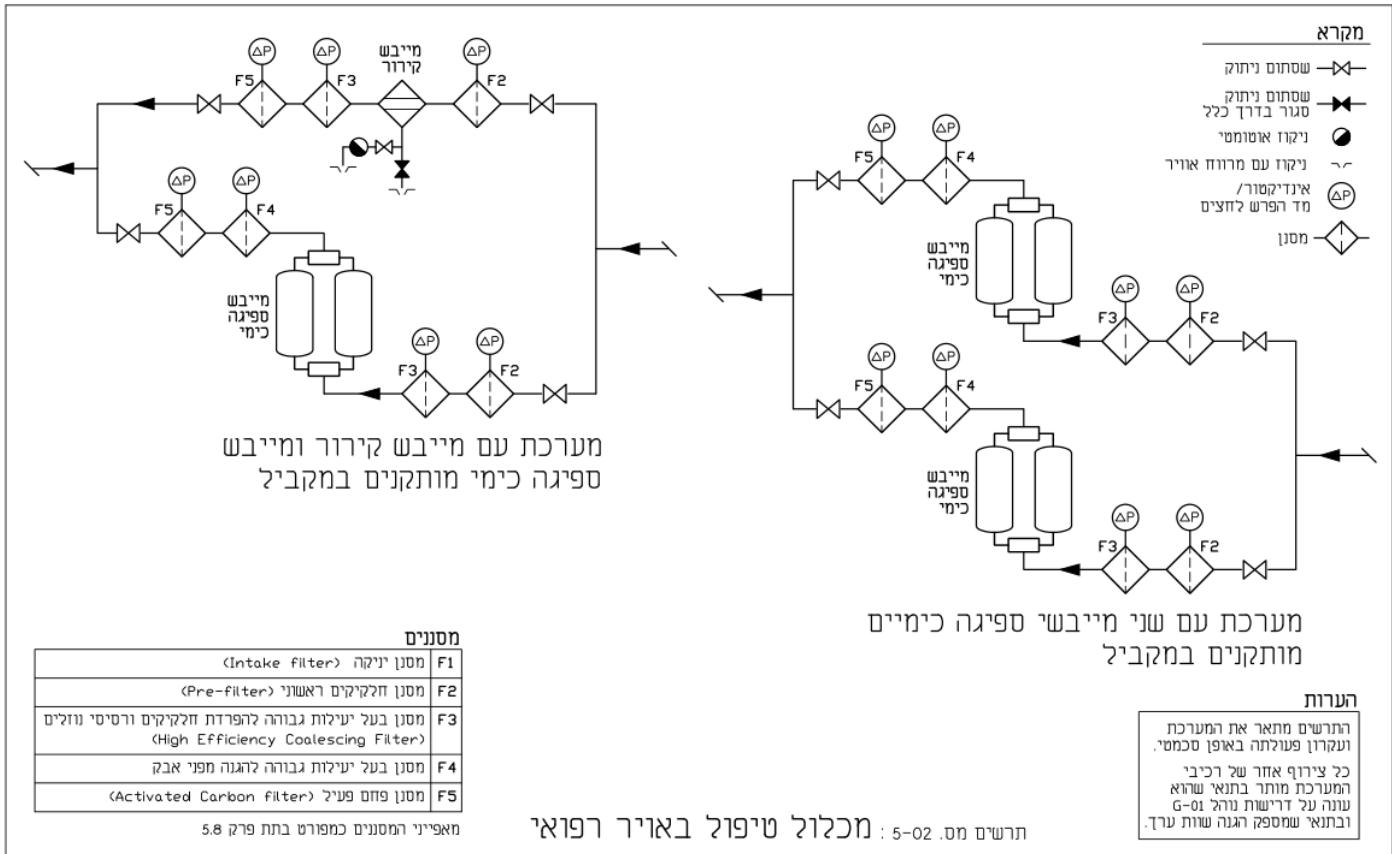 מקרא
שסתום ניתוק
שסתום ניתוק
סגור בדרך כלל
ניקוז אוטומטי
ניקוז עם מרווח אוויר
אינדיקטור/
מד הפרש לחצים
ΔP
מסנן
ΔP
ΔP
ΔP
F5
F3
מייבש
קירור
F2
ΔP
ΔP
F5
F4
מייבש
ספיגה
כימי
ΔP
ΔP
F3
F2
מערכת עם מייבש קירור ומייבש
ספיגה כימי מותקנים במקביל
ΔP
ΔP
F5
F4
מייבש
ספיגה
כימי
ΔP
ΔP
F3
F2
ΔP
ΔP
F5
F4
מייבש
ספיגה
כימי
ΔP
ΔP
F3
F2
מערכת עם שני מייבשי ספיגה כימיים
מותקנים במקביל
מסננים
F1 מסנן יניקה (Intake filter)
F2 מסנן חלקיקים ראשוני (Pre-filter)
F3 מסנן בעל יעילות גבוהה להפרדת חלקיקים ורסיסי נוזלים
(High Efficiency Coalescing Filter)
F4 מסנן בעל יעילות גבוהה להגנה מפני אבק
F5 מסנן פחם פעיל (Activated Carbon filter)
מאפייני המסננים כמפורט בתת פרק 5.8
הערות
התרשים מתאר את המערכת
ועקרון פעולתה באופן סכמטי.
כל צירוף אחר של רכיבי
המערכת מותר בתנאי שהוא
עונה על דרישות נוהל G-01
ובתנאי שמספק הגנה שוות ערך.
תרשים מס. 5-02 : מכלול טיפול באויר רפואי